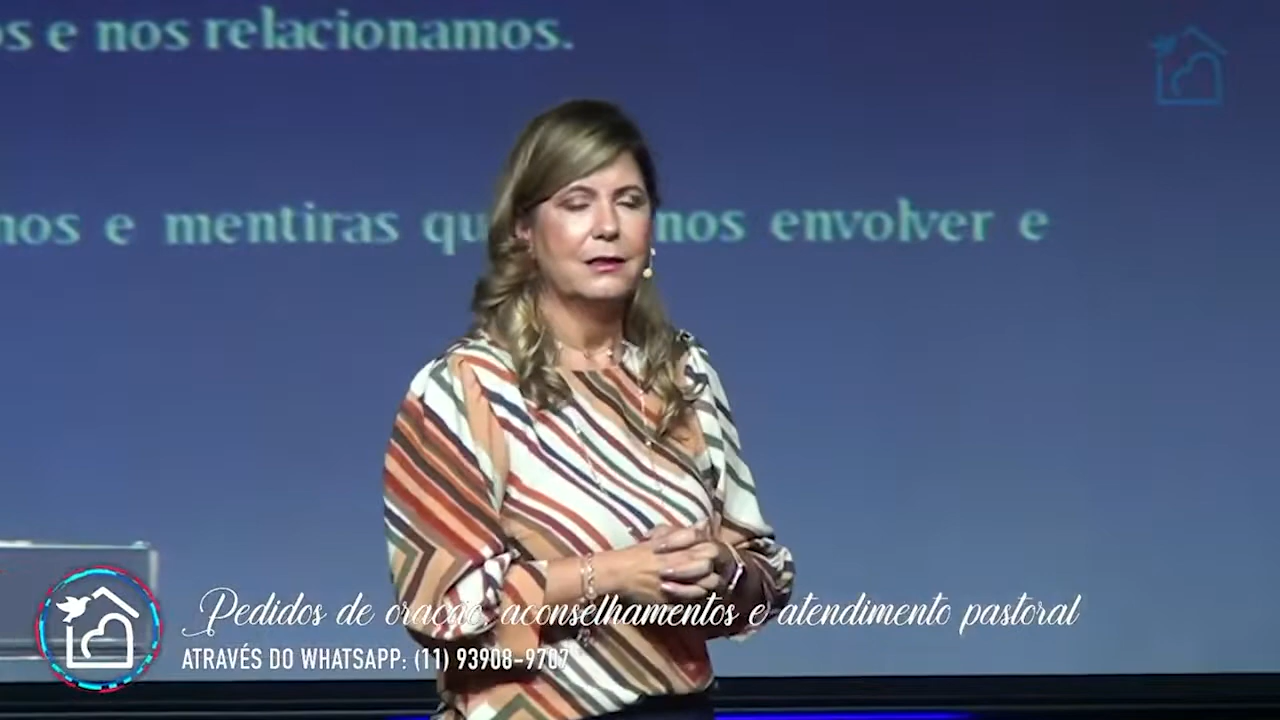 os e nos relacionamos.
nos e mentiras qu nos envolver e
Pedidos de oração, aconselhamentos e atendimento pastoral
ATRAVÉS DO WHATSAPP: (11) 93908-9707